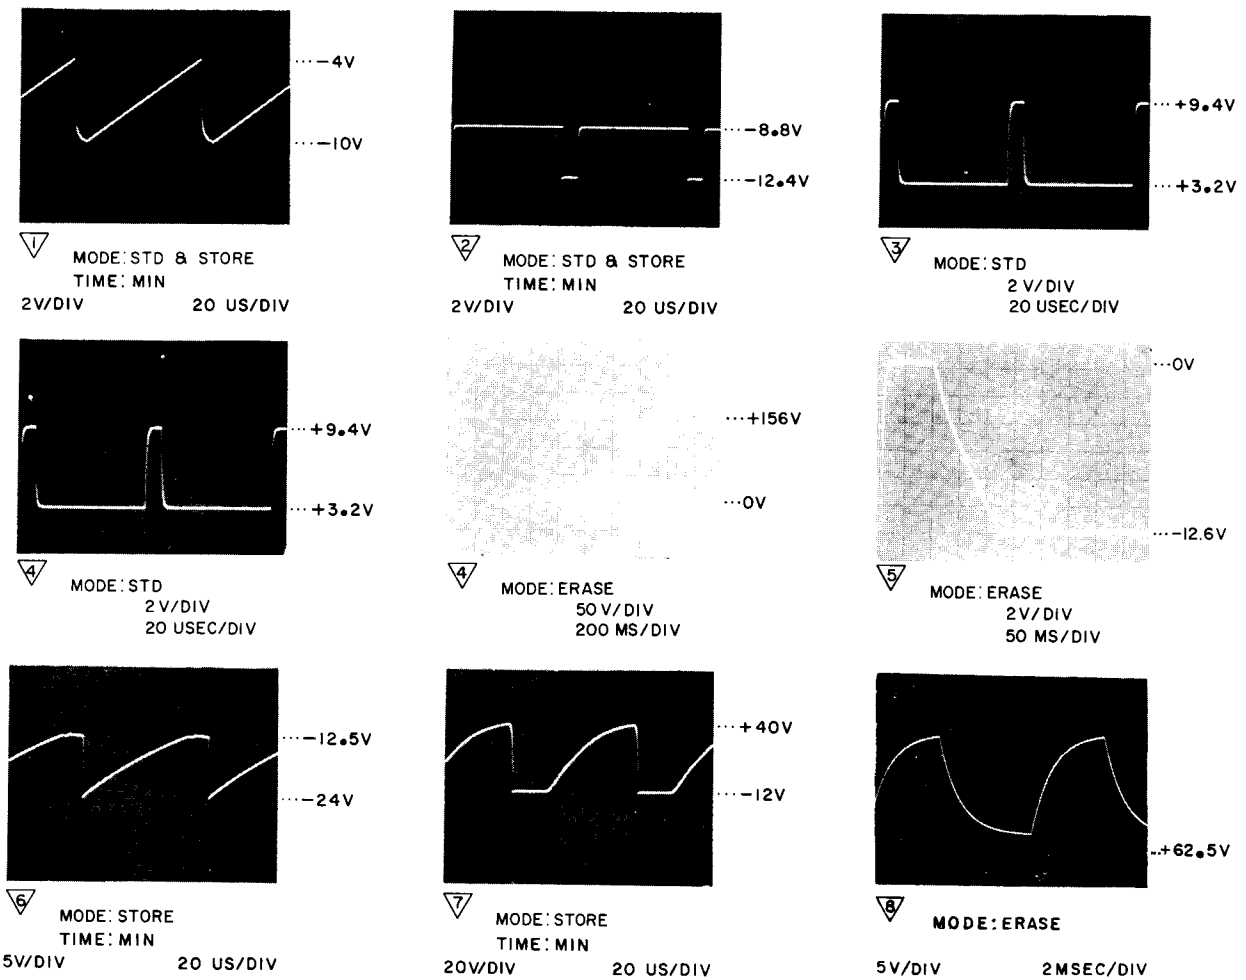 -4V
-10V
1
MODE: STD & STORE
TIME: MIN
2V/DIV 20 US/DIV
-8.8V
-12.4V
2
MODE: STD & STORE
TIME: MIN
2V/DIV 20 US/DIV
+9.4V
+3.2V
3
MODE: STD
2 V/DIV
20 USEC/DIV
+9.4V
+3.2V
4
MODE: STD
2 V/DIV
20 USEC/DIV
+156V
0V
4
MODE: ERASE
50 V/DIV
200 MS/DIV
0V
-12.6V
5
MODE: ERASE
2V/DIV
50 MS/DIV
-12.5V
-24V
6
MODE: STORE
TIME: MIN
5V/DIV 20 US/DIV
+40V
-12V
7
MODE: STORE
TIME: MIN
20V/DIV 20 US/DIV
+62.5V
8
MODE: ERASE
5V/DIV 2MSEC/DIV